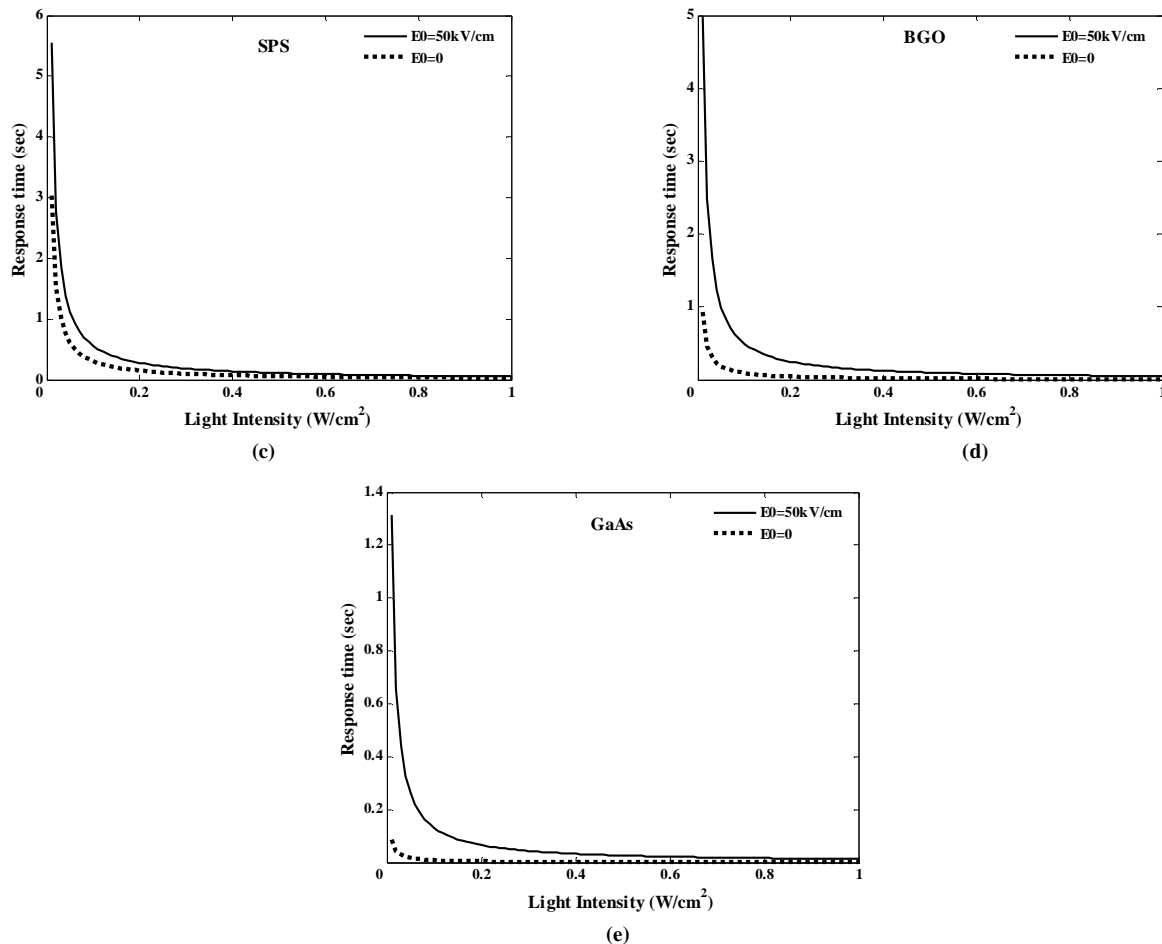 6
5
4
3
2
1
0
0.2
0.4
0.6
0.8
1
Response time (sec)
Light Intensity (W/cm²)
SPS
E0=50kV/cm
E0=0
(c)
5
4
3
2
1
0
0.2
0.4
0.6
0.8
1
Response time (sec)
Light Intensity (W/cm²)
BGO
E0=50kV/cm
E0=0
(d)
1.4
1.2
1
0.8
0.6
0.4
0.2
0
0.2
0.4
0.6
0.8
1
Response time (sec)
Light Intensity (W/cm²)
GaAs
E0=50kV/cm
E0=0
(e)